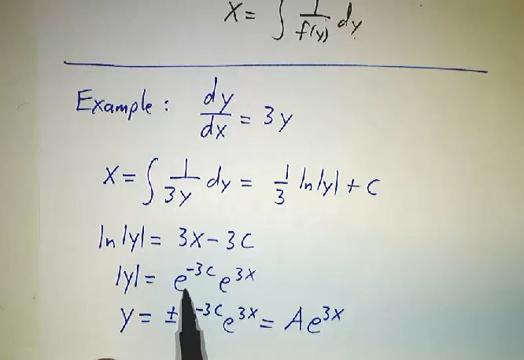 x = ∫ 1/f(y) dy
Example: dy/dx = 3y
x = ∫ 1/3y dy = 1/3 ln|y| + C
ln|y| = 3x - 3C
|y| = e^-3C e^3x
y = ± ^-3C e^3x = A e^3x